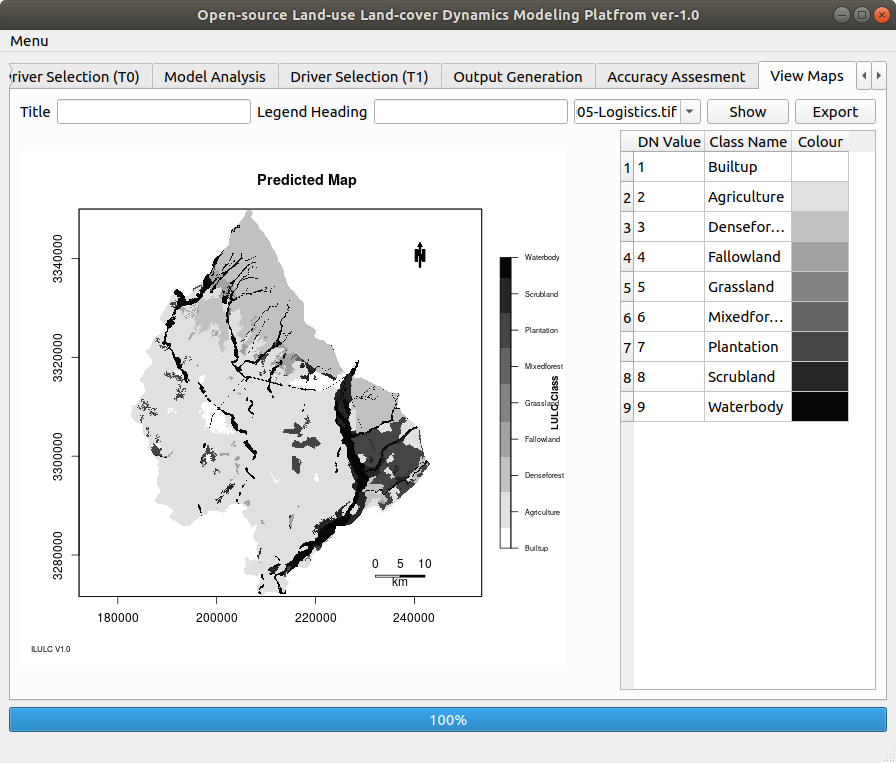 Open-source Land-use Land-cover Dynamics Modeling Platfrom ver-1.0
Menu
river Selection (T0) Model Analysis Driver Selection (T1) Output Generation Accuracy Assesment View Maps
Title Legend Heading 05-Logistics.tif Show Export
Predicted Map
3340000
3320000
3300000
3280000
180000 200000 220000 240000
N
0 5 10
km
ILULC V1.0
Waterbody
Scrubland
Plantation
Mixedforest
Grassland
Fallowland
Denseforest
Agriculture
Builtup
LULC Class
DN Value Class Name Colour
1 1 Builtup
2 2 Agriculture
3 3 Densefor...
4 4 Fallowland
5 5 Grassland
6 6 Mixedfor...
7 7 Plantation
8 8 Scrubland
9 9 Waterbody
100%